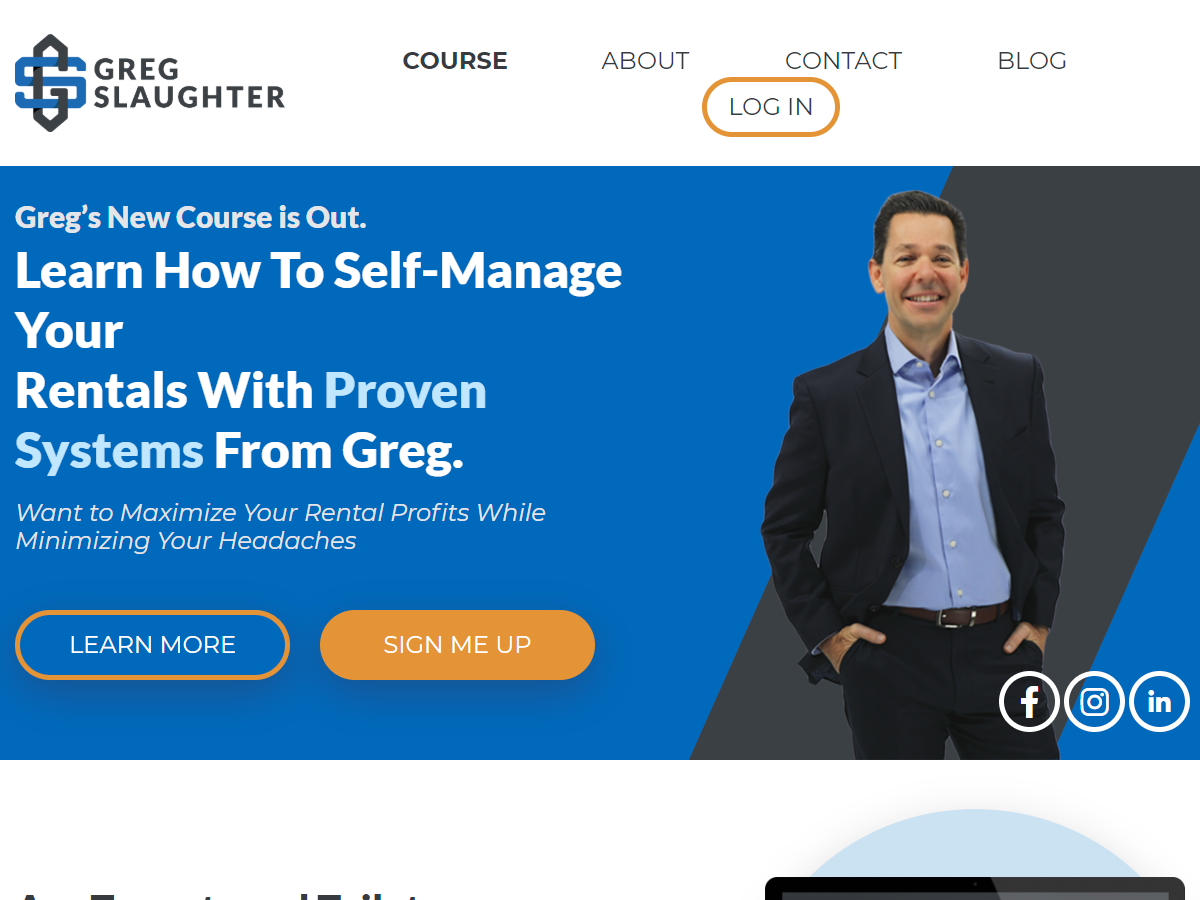 GREG
SLAUGHTER
COURSE
ABOUT
CONTACT
BLOG
LOG IN
Greg's New Course is Out.
Learn How To Self-Manage
Your
Rentals With Proven
Systems From Greg.
Want to Maximize Your Rental Profits While
Minimizing Your Headaches
LEARN MORE
SIGN ME UP
in